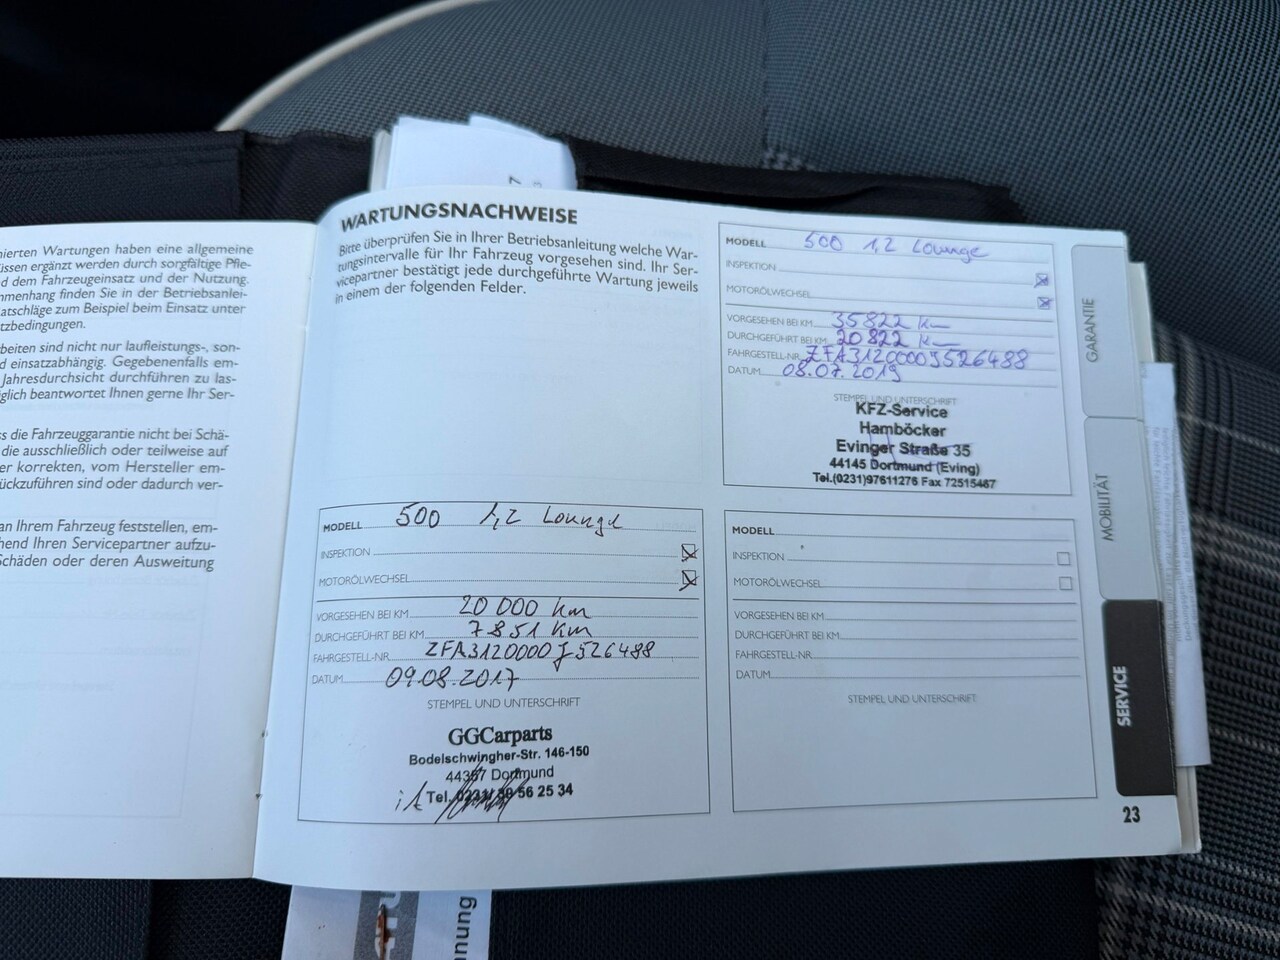 nierten Wartungen haben eine allgemeine
üssen ergänzt werden durch sorgfältige Pfle-
d dem Fahrzeugeinsatz und der Nutzung.
mmenhang finden Sie in der Betriebsanlei-
atschläge zum Beispiel beim Einsatz unter
tzbedingungen.
beiten sind nicht nur laufleistungs-, son-
d einsatzabhängig. Gegebenenfalls em-
Jahresdurchsicht durchführen zu las-
glich beantwortet Ihnen gerne Ihr Ser-
s die Fahrzeuggarantie nicht bei Schä-
die ausschließlich oder teilweise auf
er korrekten, vom Hersteller em-
ückzuführen sind oder dadurch ver-
an Ihrem Fahrzeug feststellen, em-
hend Ihren Servicepartner aufzu-
Schäden oder deren Ausweitung
WARTUNGSNACHWEISE
Bitte überprüfen Sie in Ihrer Betriebsanleitung welche War-
tungsintervalle für Ihr Fahrzeug vorgesehen sind. Ihr Ser-
vicepartner bestätigt jede durchgeführte Wartung jeweils
in einem der folgenden Felder.
MODELL 500 1,2 Lounge
INSPEKTION
MOTORÖLWECHSEL
VORGESEHEN BEI KM 35822 Km
DURCHGEFÜHRT BEI KM 20822 Km
FAHRGESTELL-NR. ZFA3120000J526488
DATUM 08.07.2019
STEMPEL UND UNTERSCHRIFT
KFZ-Service
Hamböcker
Evinger Straße 35
44145 Dortmund (Eving)
Tel.(0231)97611276 Fax 72515467
MODELL 500 1,2 Lounge
INSPEKTION
MOTORÖLWECHSEL
VORGESEHEN BEI KM 20 000 km
DURCHGEFÜHRT BEI KM 7851 km
FAHRGESTELL-NR. ZFA3120000J526488
DATUM 09.08.2017
STEMPEL UND UNTERSCHRIFT
GGCarparts
Bodelschwingher-Str. 146-150
44357 Dortmund
i.A. Tel. 56 25 34
MODELL
INSPEKTION
MOTORÖLWECHSEL
VORGESEHEN BEI KM
DURCHGEFÜHRT BEI KM
FAHRGESTELL-NR.
DATUM
STEMPEL UND UNTERSCHRIFT
GARANTIE
MOBILITÄT
SERVICE
23
nnung